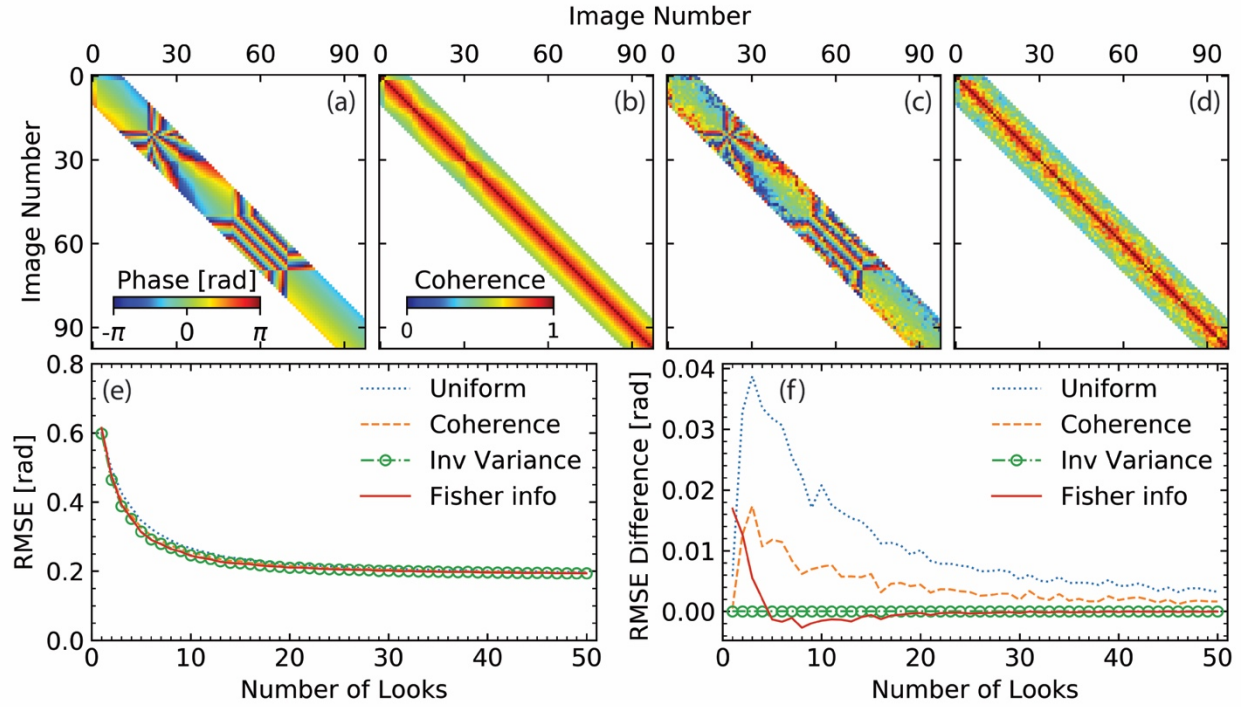 Image Number
0 30 60 90 0 30 60 90 0 30 60 90 0 30 60 90
Image Number
0
30
60
90
(a)
(b)
(c)
(d)
Phase [rad]
-π 0 π
Coherence
0 1
RMSE [rad]
0.8
0.6
0.4
0.2
0.0
(e)
Uniform
Coherence
Inv Variance
Fisher info
0 10 20 30 40 50
Number of Looks
RMSE Difference [rad]
0.04
0.03
0.02
0.01
0.00
(f)
Uniform
Coherence
Inv Variance
Fisher info
0 10 20 30 40 50
Number of Looks